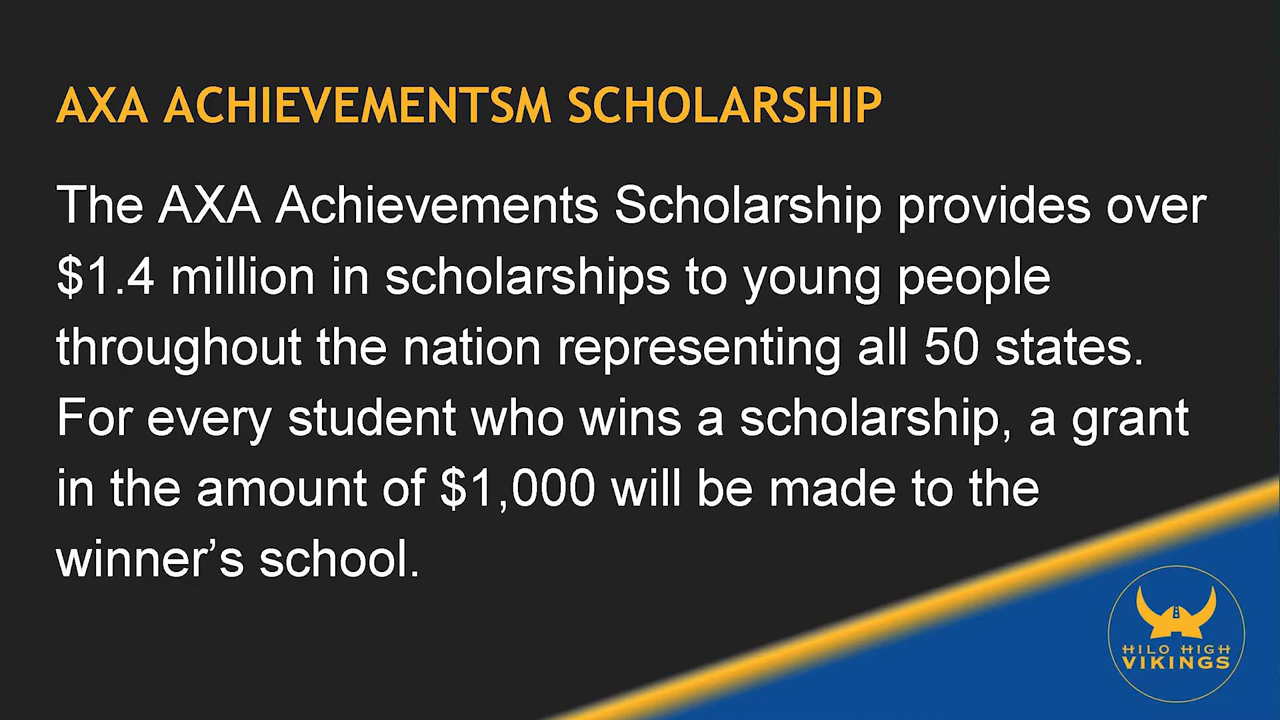 AXA ACHIEVEMENTSM SCHOLARSHIP
The AXA Achievements Scholarship provides over
$1.4 million in scholarships to young people
throughout the nation representing all 50 states.
For every student who wins a scholarship, a grant
in the amount of $1,000 will be made to the
winner’s school.
HILO HIGH
VIKINGS